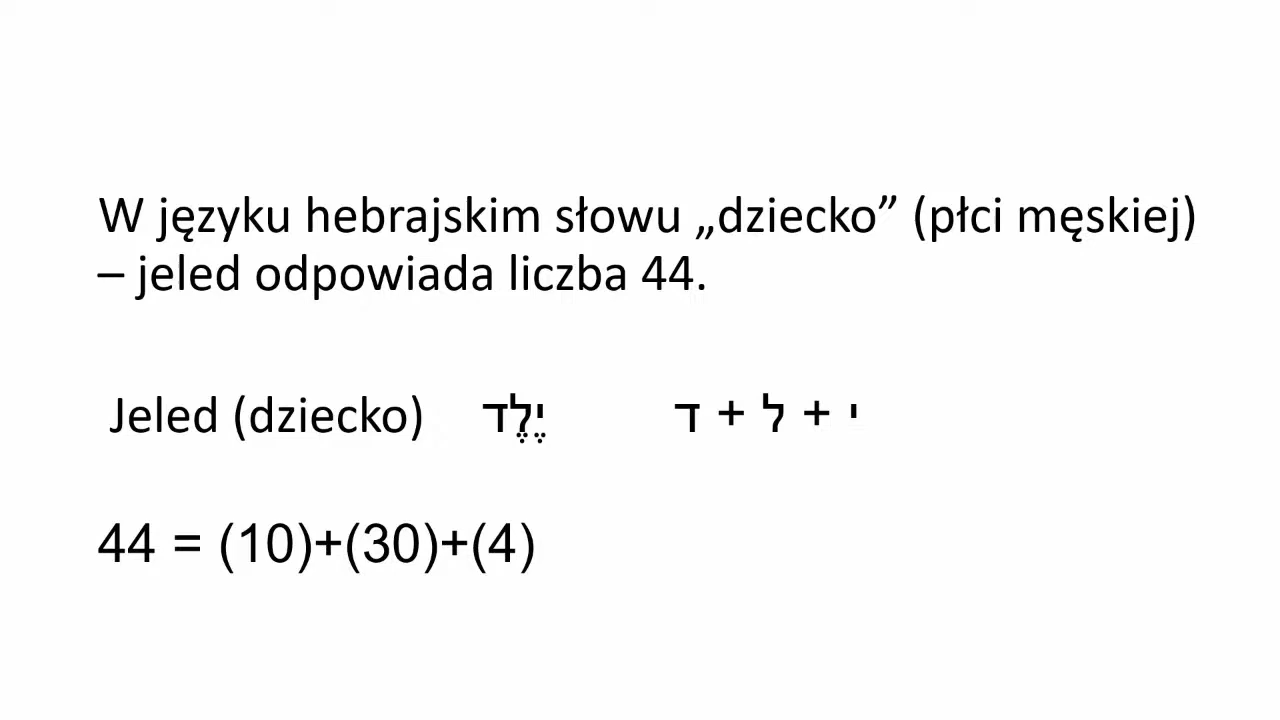 W języku hebrajskim słowu „dziecko” (płci męskiej)
– jeled odpowiada liczba 44.
Jeled (dziecko) יֶלֶד י + ל + ד
44 = (10)+(30)+(4)